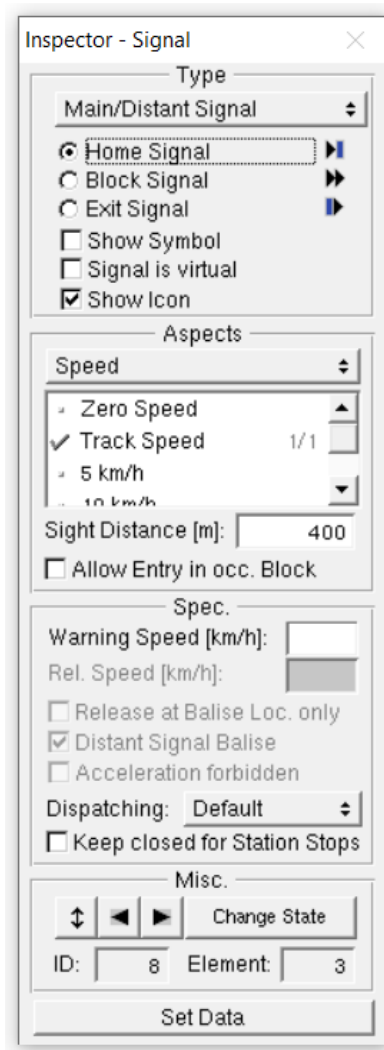 Inspector - Signal
Type
Main/Distant Signal
Home Signal
Block Signal
Exit Signal
Show Symbol
Signal is virtual
Show Icon
Aspects
Speed
Zero Speed
Track Speed 1/1
5 km/h
10 km/h
Sight Distance [m]: 400
Allow Entry in occ. Block
Spec.
Warning Speed [km/h]:
Rel. Speed [km/h]:
Release at Balise Loc. only
Distant Signal Balise
Acceleration forbidden
Dispatching: Default
Keep closed for Station Stops
Misc.
Change State
ID: 8 Element: 3
Set Data